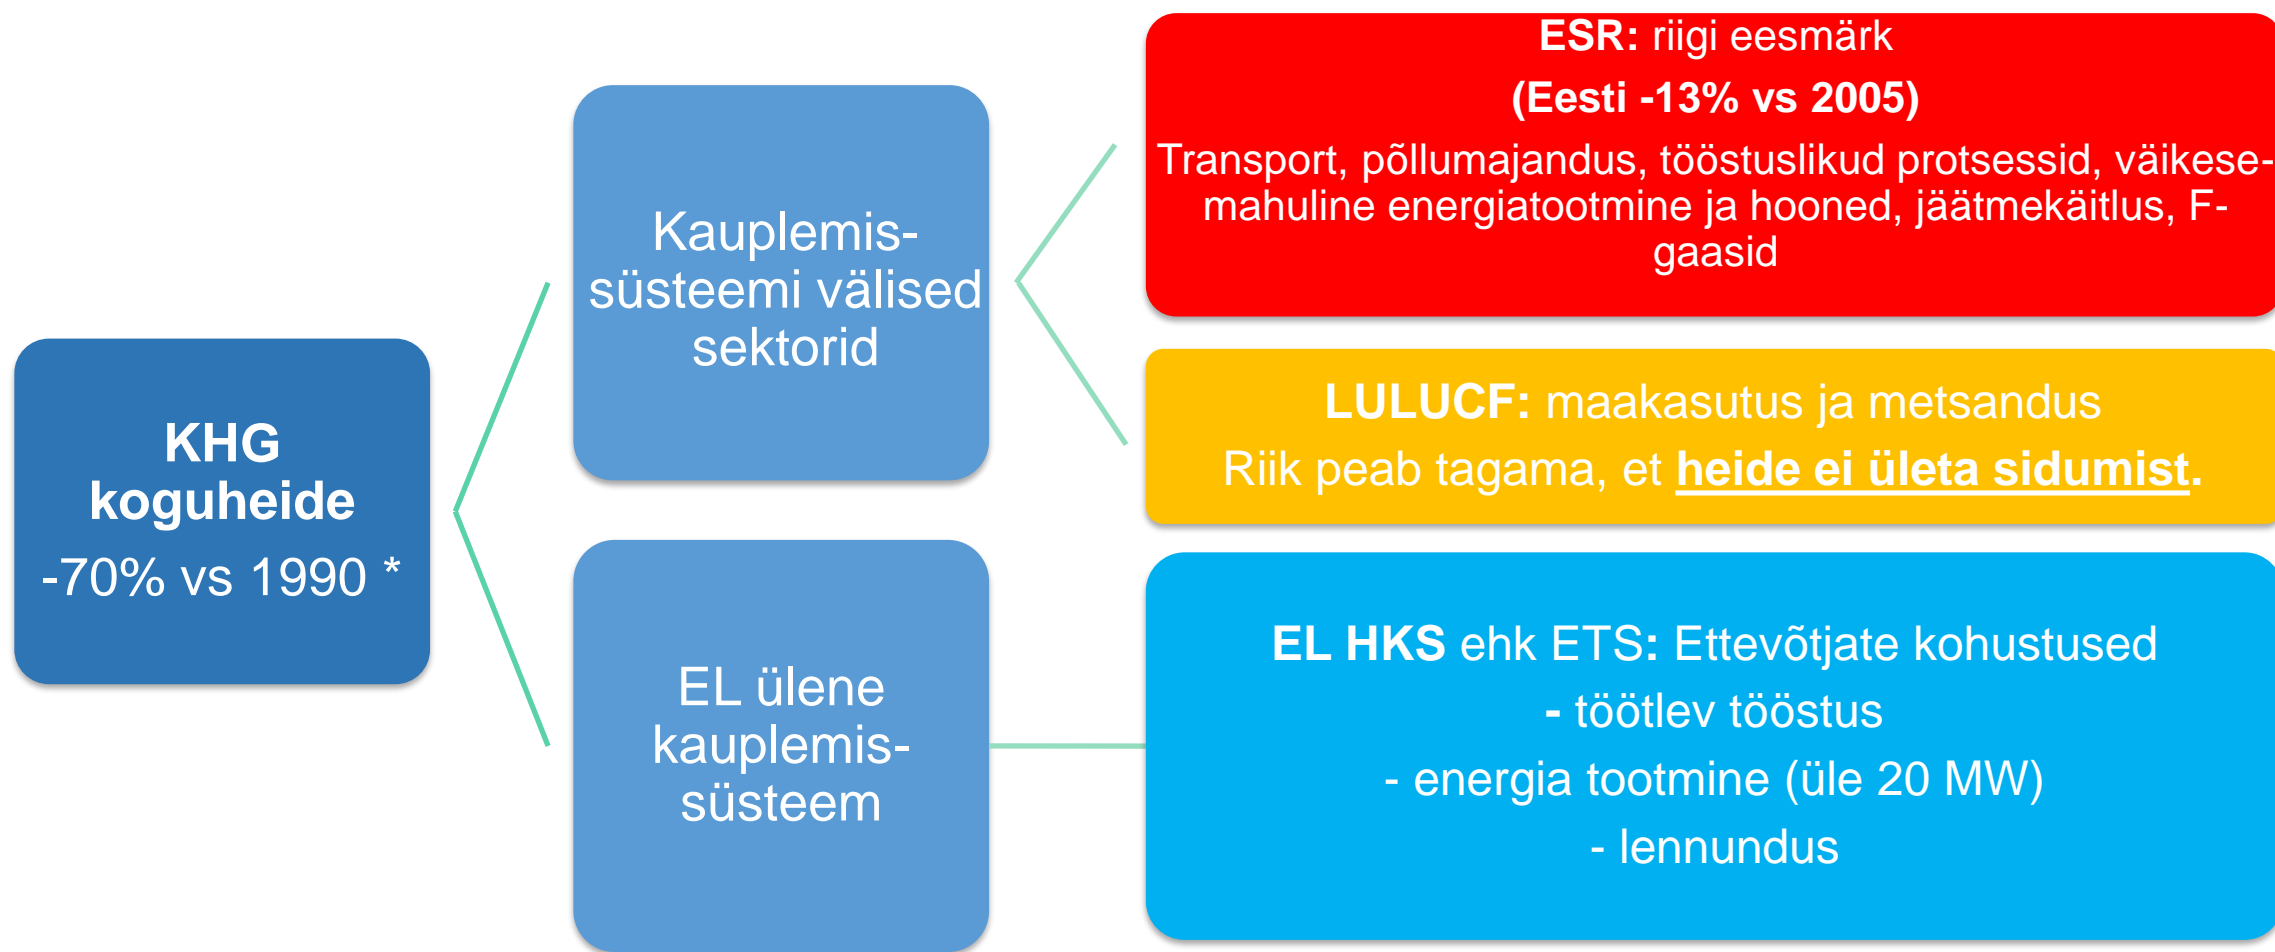 KHG
koguheide
-70% vs 1990 *
Kauplemis-
süsteemi välised
sektorid
EL ülene
kauplemis-
süsteem
ESR: riigi eesmärk
(Eesti -13% vs 2005)
Transport, põllumajandus, tööstuslikud protsessid, väikese-
mahuline energiatootmine ja hooned, jäätmekäitlus, F-
gaasid
LULUCF: maakasutus ja metsandus
Riik peab tagama, et heide ei ületa sidumist.
EL HKS ehk ETS: Ettevõtjate kohustused
- töötlev tööstus
- energia tootmine (üle 20 MW)
- lennundus